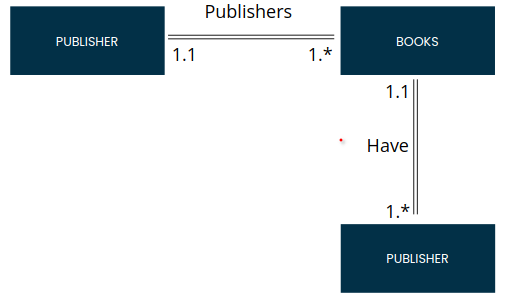 Publishers
PUBLISHER
BOOKS
1.1
1.*
1.1
Have
1.*
PUBLISHER